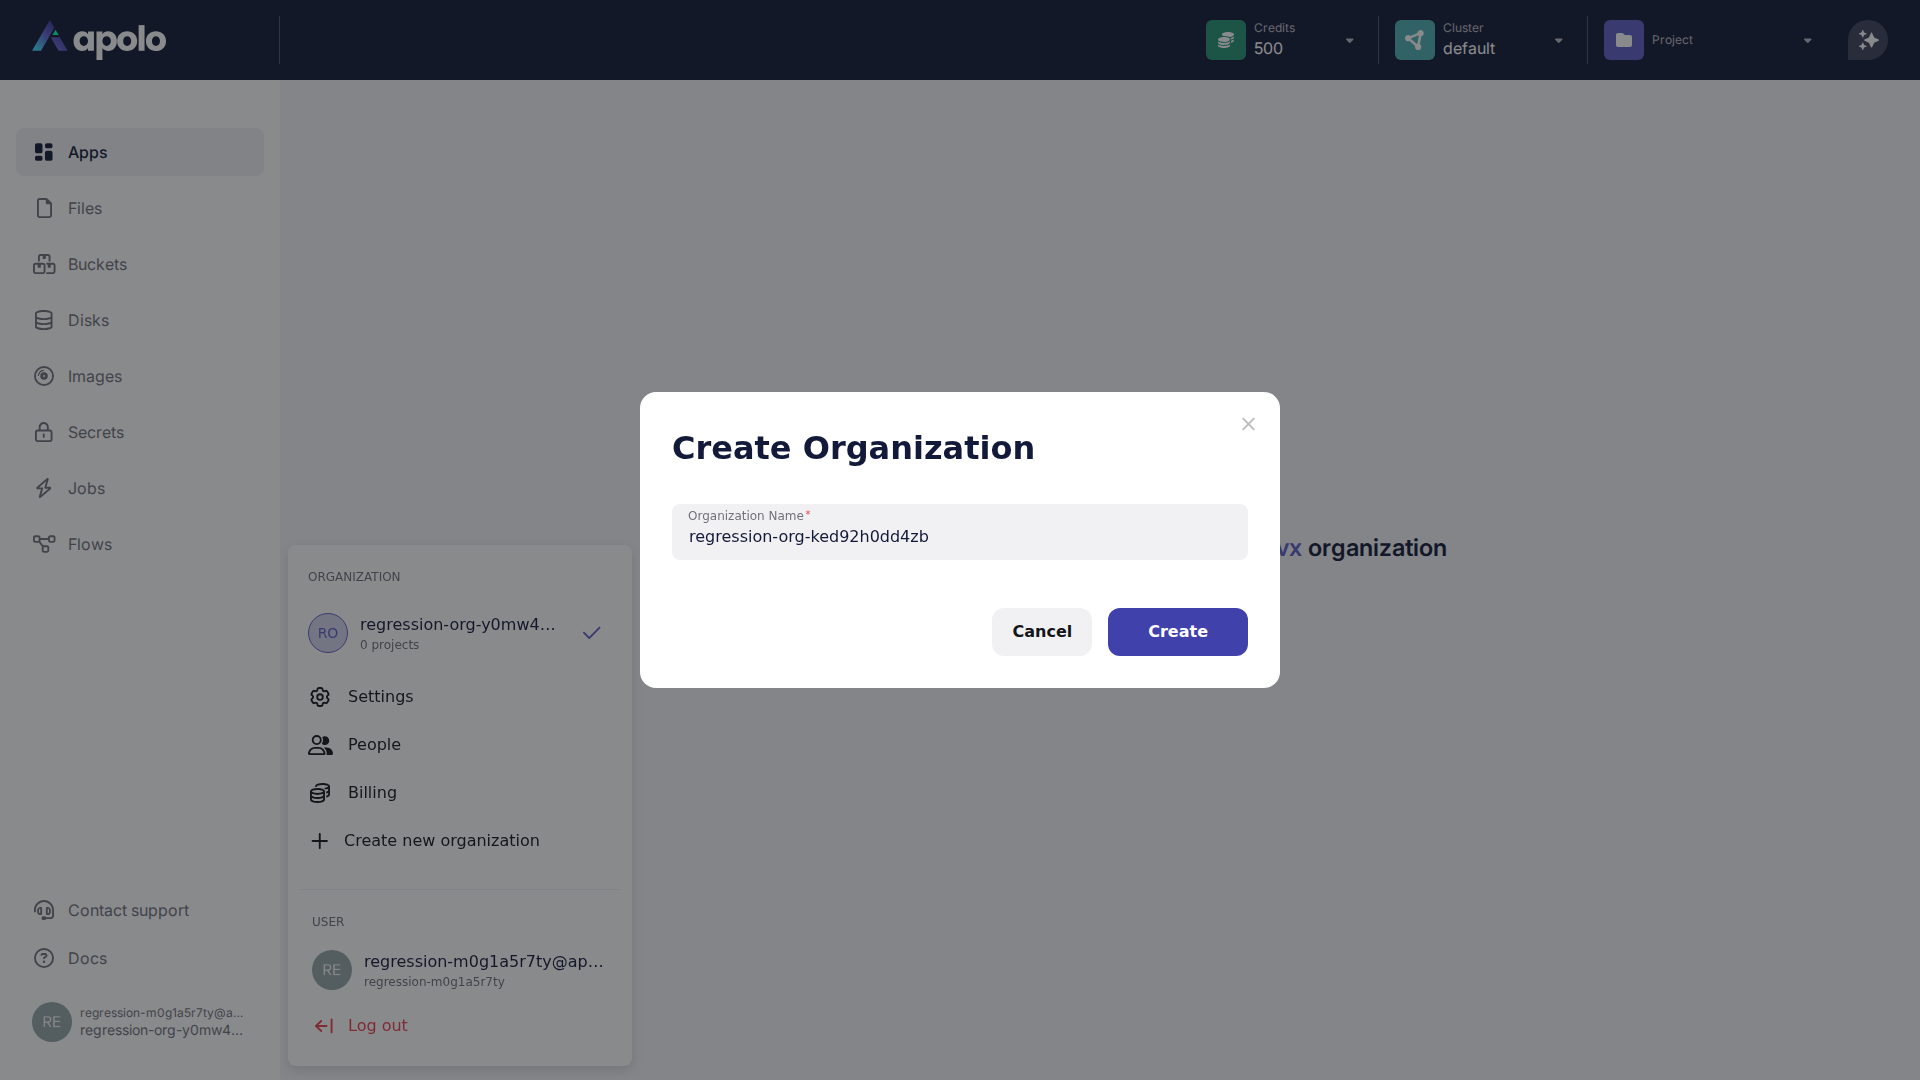 apolo
Credits
500
Cluster
default
Project
Apps
Files
Buckets
Disks
Images
Secrets
Jobs
Flows
Contact support
Docs
RE
regression-m0g1a5r7ty@a...
regression-org-y0mw4...
ORGANIZATION
RO
regression-org-y0mw4...
0 projects
Settings
People
Billing
Create new organization
USER
RE
regression-m0g1a5r7ty@ap...
regression-m0g1a5r7ty
Log out
Create Organization
Organization Name*
regression-org-ked92h0dd4zb
Cancel
Create
vx organization